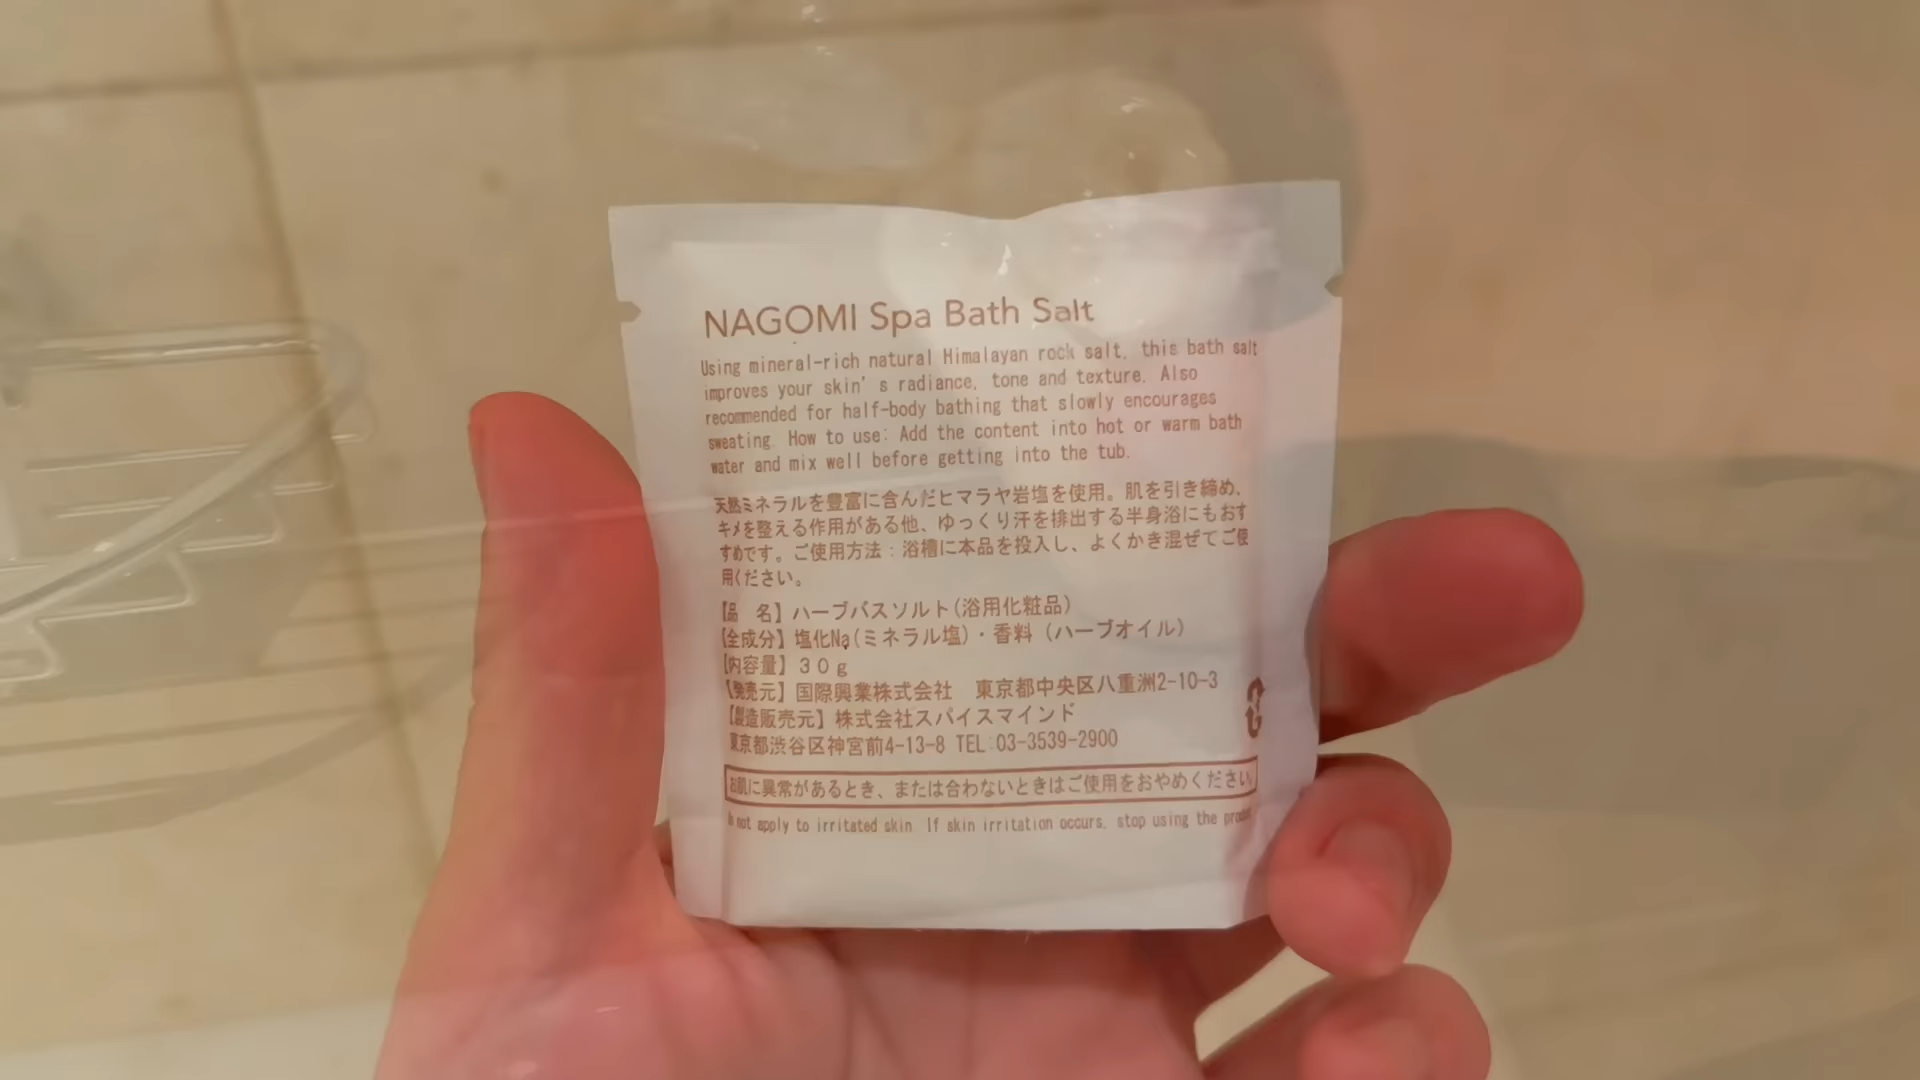 NAGOMI Spa Bath Salt
Using mineral-rich natural Himalayan rock salt, this bath salt
improves your skin's radiance, tone and texture. Also
recommended for half-body bathing that slowly encourages
sweating. How to use: Add the content into hot or warm bath
water and mix well before getting into the tub.
天然ミネラルを豊富に含んだヒマラヤ岩塩を使用。肌を引き締め、
キメを整える作用がある他、ゆっくり汗を排出する半身浴にもおす
すめです。ご使用方法:浴槽に本品を投入し、よくかき混ぜてご使
用ください。
【品 名】ハーブバスソルト(浴用化粧品)
【全成分】塩化Na(ミネラル塩)・香料(ハーブオイル)
【内容量】30g
【発売元】国際興業株式会社 東京都中央区八重洲2-10-3
【製造販売元】株式会社スパイスマインド
東京都渋谷区神宮前4-13-8 TEL:03-3539-2900
お肌に異常があるとき、または合わないときはご使用をおやめください。
not apply to irritated skin. If skin irritation occurs, stop using the